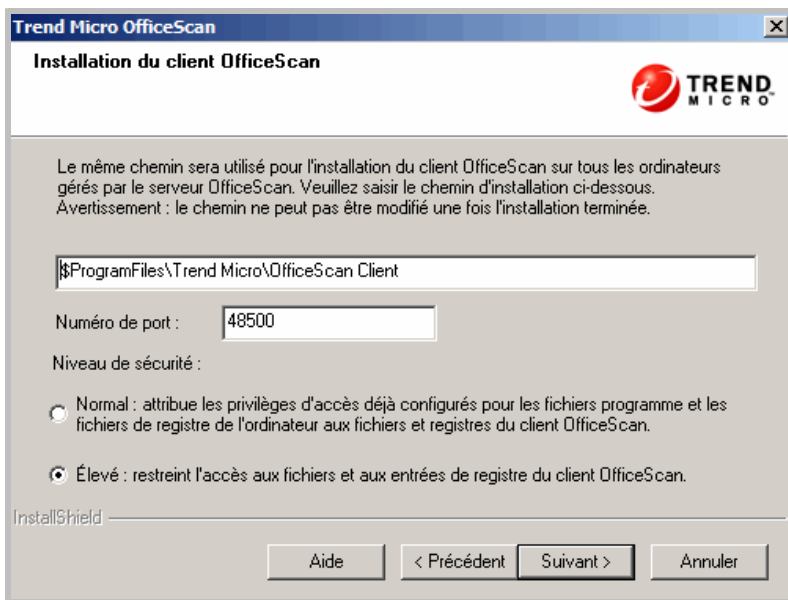 Trend Micro OfficeScan
Installation du client OfficeScan
TREND
MICRO™
Le même chemin sera utilisé pour l'installation du client OfficeScan sur tous les ordinateurs
gérés par le serveur OfficeScan. Veuillez saisir le chemin d'installation ci-dessous.
Avertissement : le chemin ne peut pas être modifié une fois l'installation terminée.
$ProgramFiles\Trend Micro\OfficeScan Client
Numéro de port : 48500
Niveau de sécurité :
Normal : attribue les privilèges d'accès déjà configurés pour les fichiers programme et les
fichiers de registre de l'ordinateur aux fichiers et registres du client OfficeScan.
Élevé : restreint l'accès aux fichiers et aux entrées de registre du client OfficeScan.
InstallShield
Aide < Précédent Suivant > Annuler